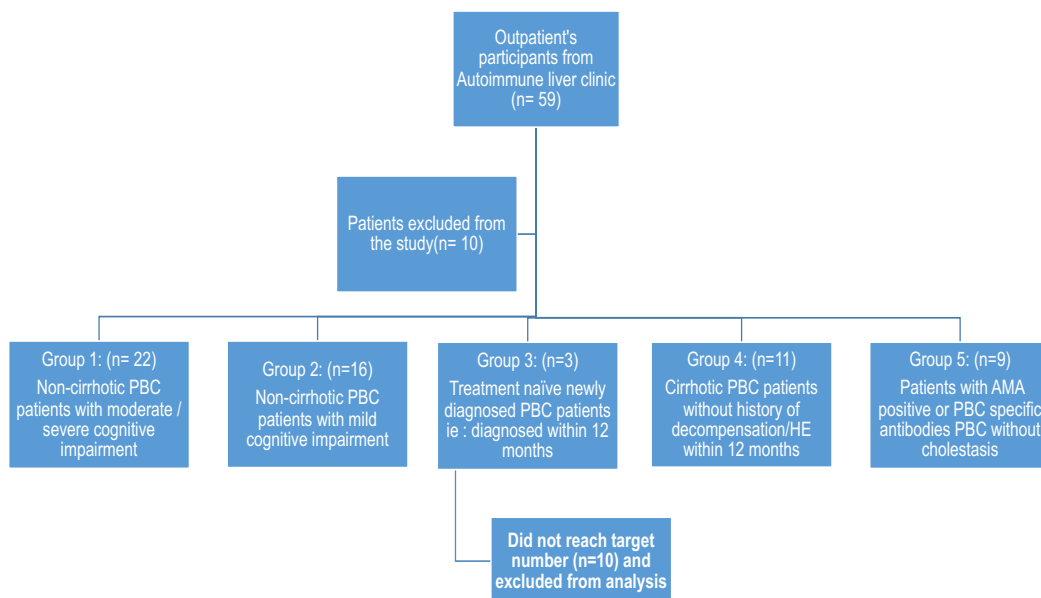 Outpatient's
participants from
Autoimmune liver clinic
(n= 59)
Patients excluded from
the study(n= 10)
Group 1: (n= 22)
Non-cirrhotic PBC
patients with moderate /
severe cognitive
impairment
Group 2: (n=16)
Non-cirrhotic PBC
patients with mild
cognitive impairment
Group 3: (n=3)
Treatment naïve newly
diagnosed PBC patients
ie : diagnosed within 12
months
Group 4: (n=11)
Cirrhotic PBC patients
without history of
decompensation/HE
within 12 months
Group 5: (n=9)
Patients with AMA
positive or PBC specific
antibodies PBC without
cholestasis
Did not reach target
number (n=10) and
excluded from analysis